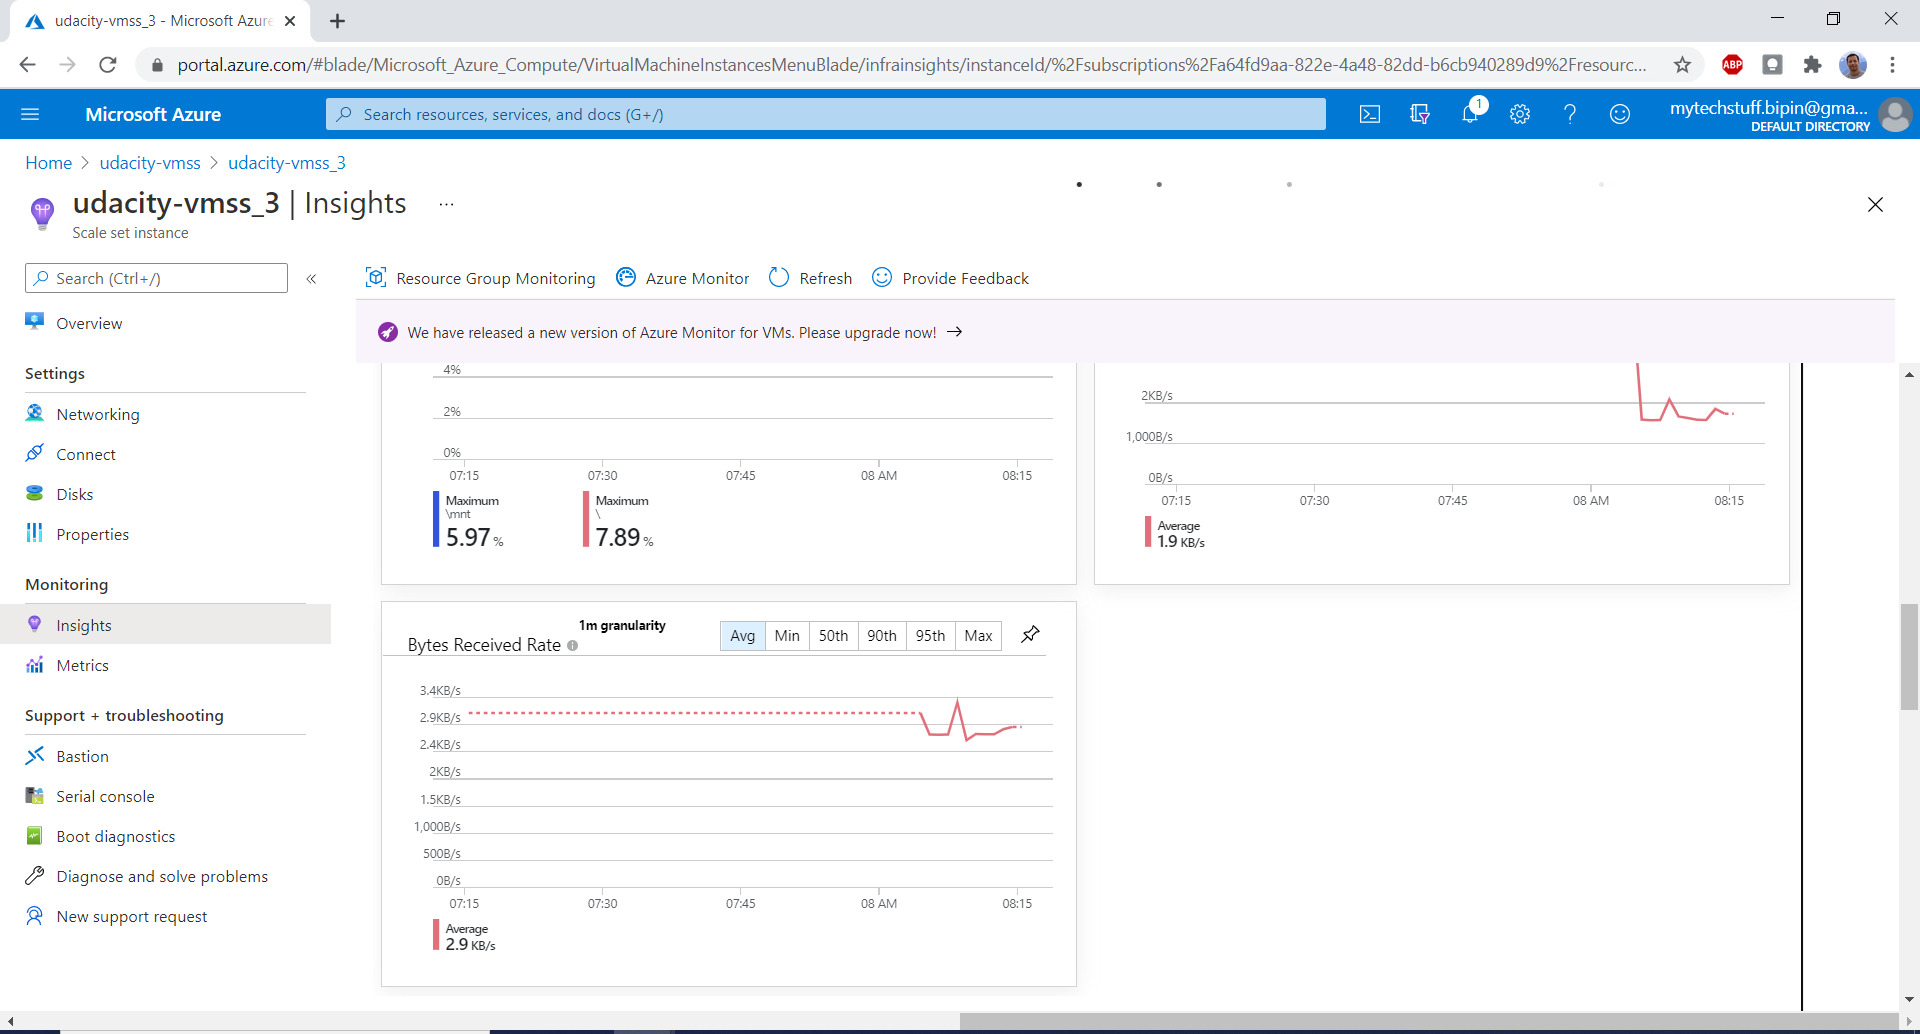 udacity-vmss_3 - Microsoft Azure
portal.azure.com/#blade/Microsoft_Azure_Compute/VirtualMachineInstancesMenuBlade/infrainsights/instanceId/%2Fsubscriptions%2Fa64fd9aa-822e-4a48-82dd-b6cb940289d9%2Fresourc...
ABP
Microsoft Azure
Search resources, services, and docs (G+/)
1
mytechstuff.bipin@gma...
DEFAULT DIRECTORY
Home > udacity-vmss > udacity-vmss_3
udacity-vmss_3 | Insights ...
Scale set instance
Search (Ctrl+/)
«
Overview
Settings
Networking
Connect
Disks
Properties
Monitoring
Insights
Metrics
Support + troubleshooting
Bastion
Serial console
Boot diagnostics
Diagnose and solve problems
New support request
Resource Group Monitoring
Azure Monitor
Refresh
Provide Feedback
We have released a new version of Azure Monitor for VMs. Please upgrade now! →
4%
2%
0%
07:15 07:30 07:45 08 AM 08:15
Maximum
\mnt
5.97 %
Maximum
\
7.89 %
2KB/s
1,000B/s
0B/s
07:15 07:30 07:45 08 AM 08:15
Average
1.9 KB/s
Bytes Received Rate
1m granularity
Avg Min 50th 90th 95th Max
3.4KB/s
2.9KB/s
2.4KB/s
2KB/s
1.5KB/s
1,000B/s
500B/s
0B/s
07:15 07:30 07:45 08 AM 08:15
Average
2.9 KB/s